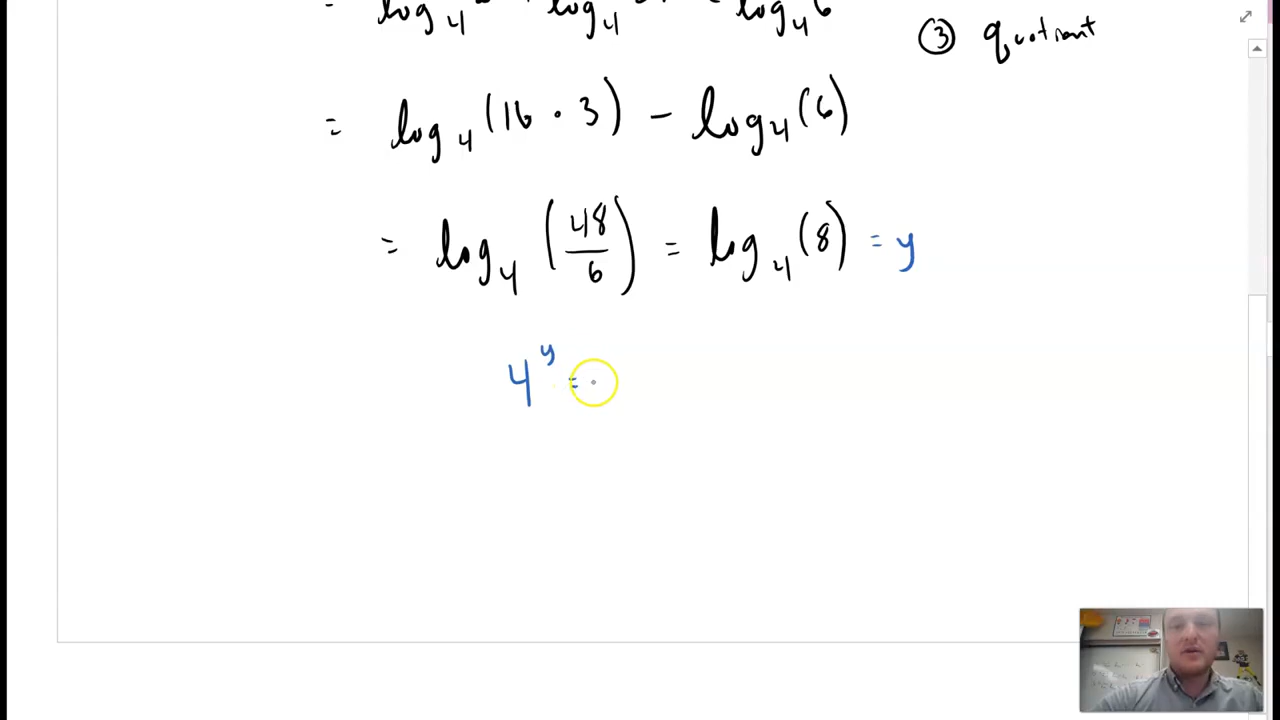 ③ quotient
= log₄(16 · 3) − log₄(6)
= log₄(48/6) = log₄(8) = y
4^y =